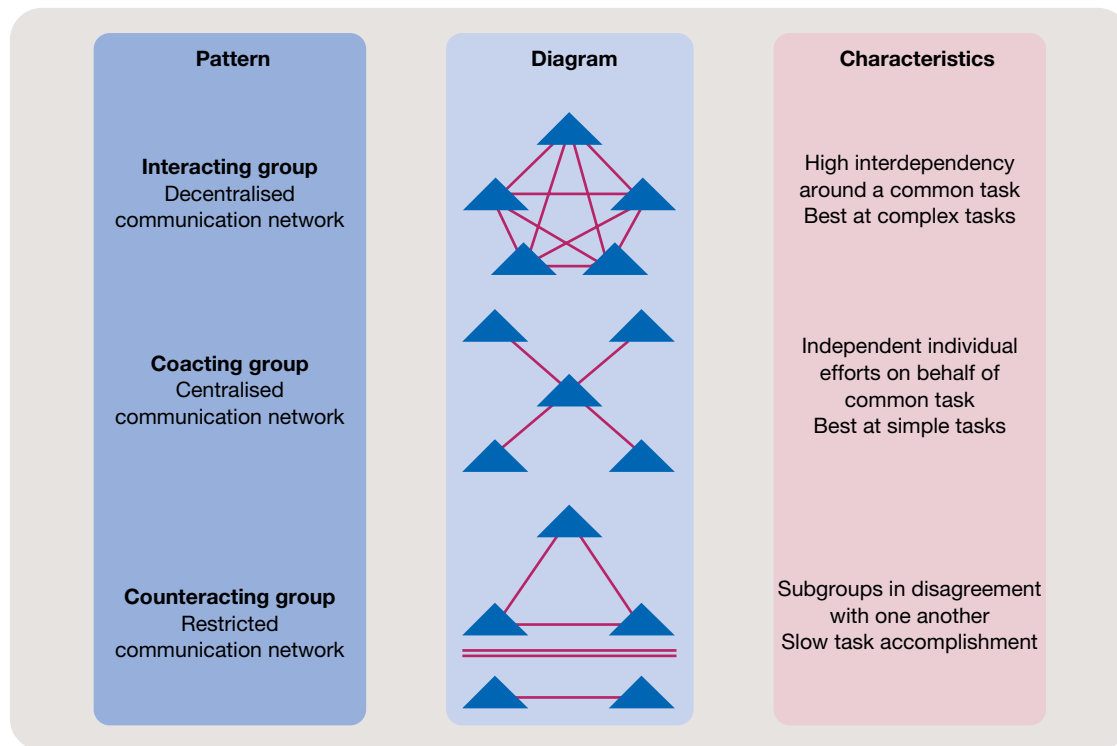 Pattern
Diagram
Characteristics
Interacting group
Decentralised
communication network
High interdependency
around a common task
Best at complex tasks
Coacting group
Centralised
communication network
Independent individual
efforts on behalf of
common task
Best at simple tasks
Counteracting group
Restricted
communication network
Subgroups in disagreement
with one another
Slow task accomplishment